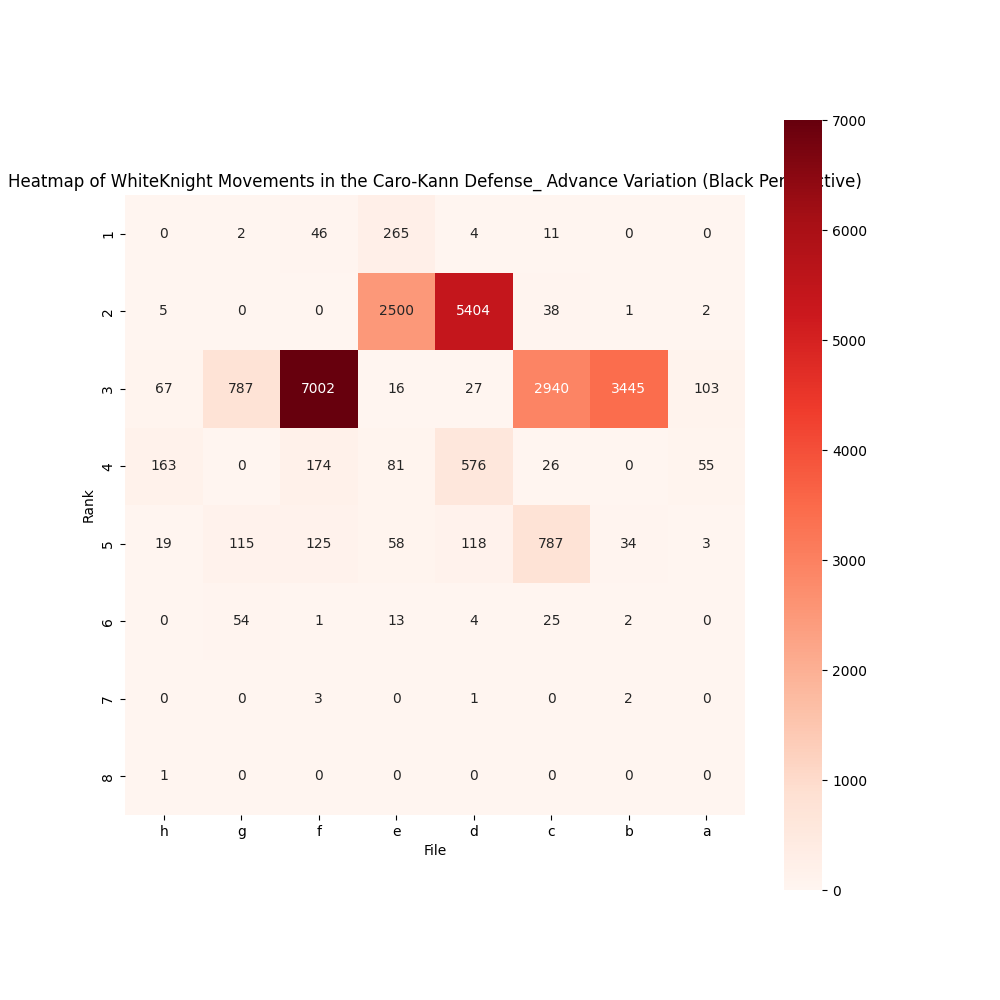 7000
Heatmap of WhiteKnight Movements in the Caro-Kann Defense_ Advance Variation (Black Per ctive)
1 0 2 46 265 4 11 0 0
6000
2 5 0 0 2500 5404 38 1 2
5000
3 67 787 7002 16 27 2940 3445 103
4000
4 163 0 174 81 576 26 0 55
Rank
5 19 115 125 58 118 787 34 3
3000
6 0 54 1 13 4 25 2 0
2000
7 0 0 3 0 1 0 2 0
1000
8 1 0 0 0 0 0 0 0
h g f e d c b a
File
0